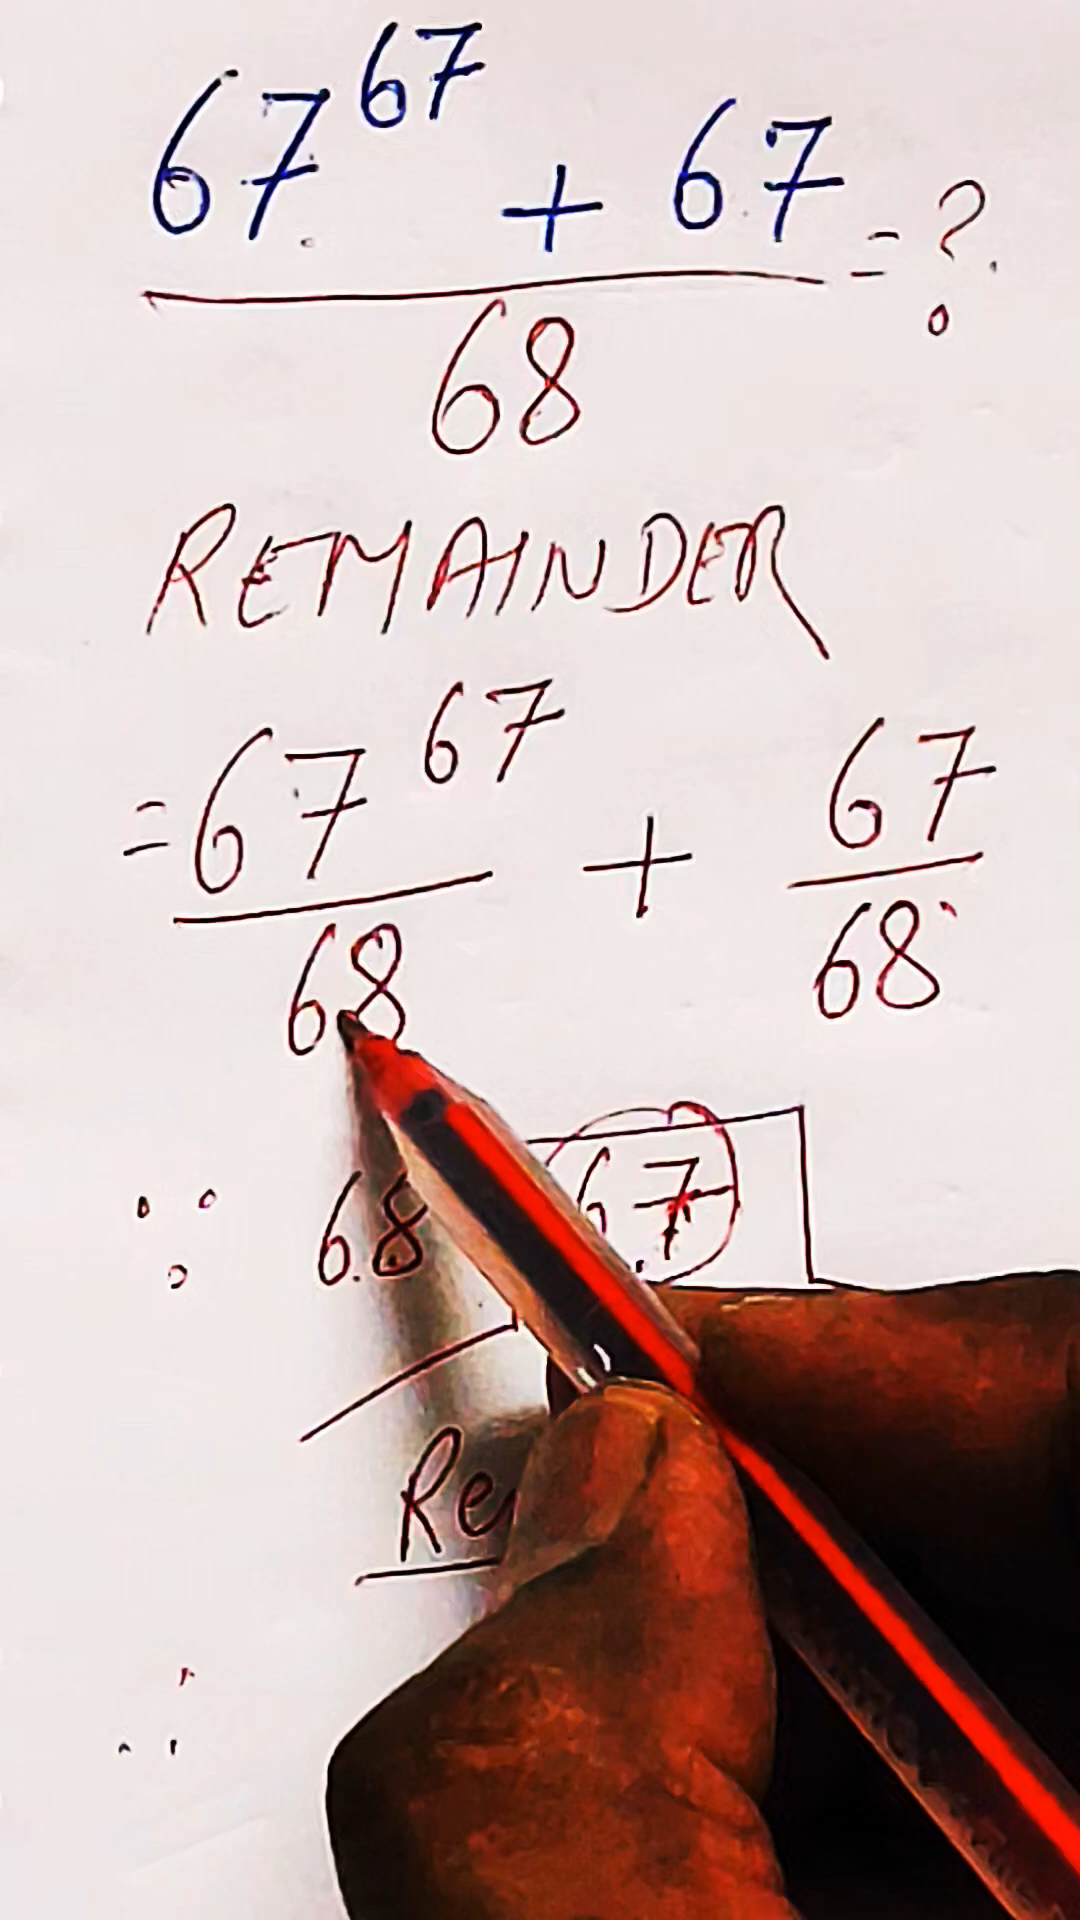 67^67 + 67
= ?
68
REMAINDER
= 67^67 + 67
68 68
68 67